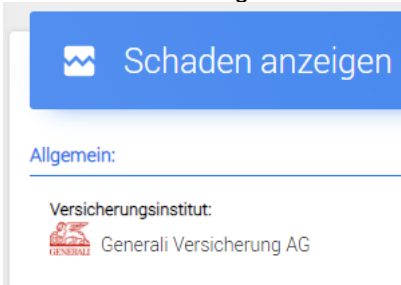 Schaden anzeigen
Allgemein:
Versicherungsinstitut:
GENERALI
Generali Versicherung AG